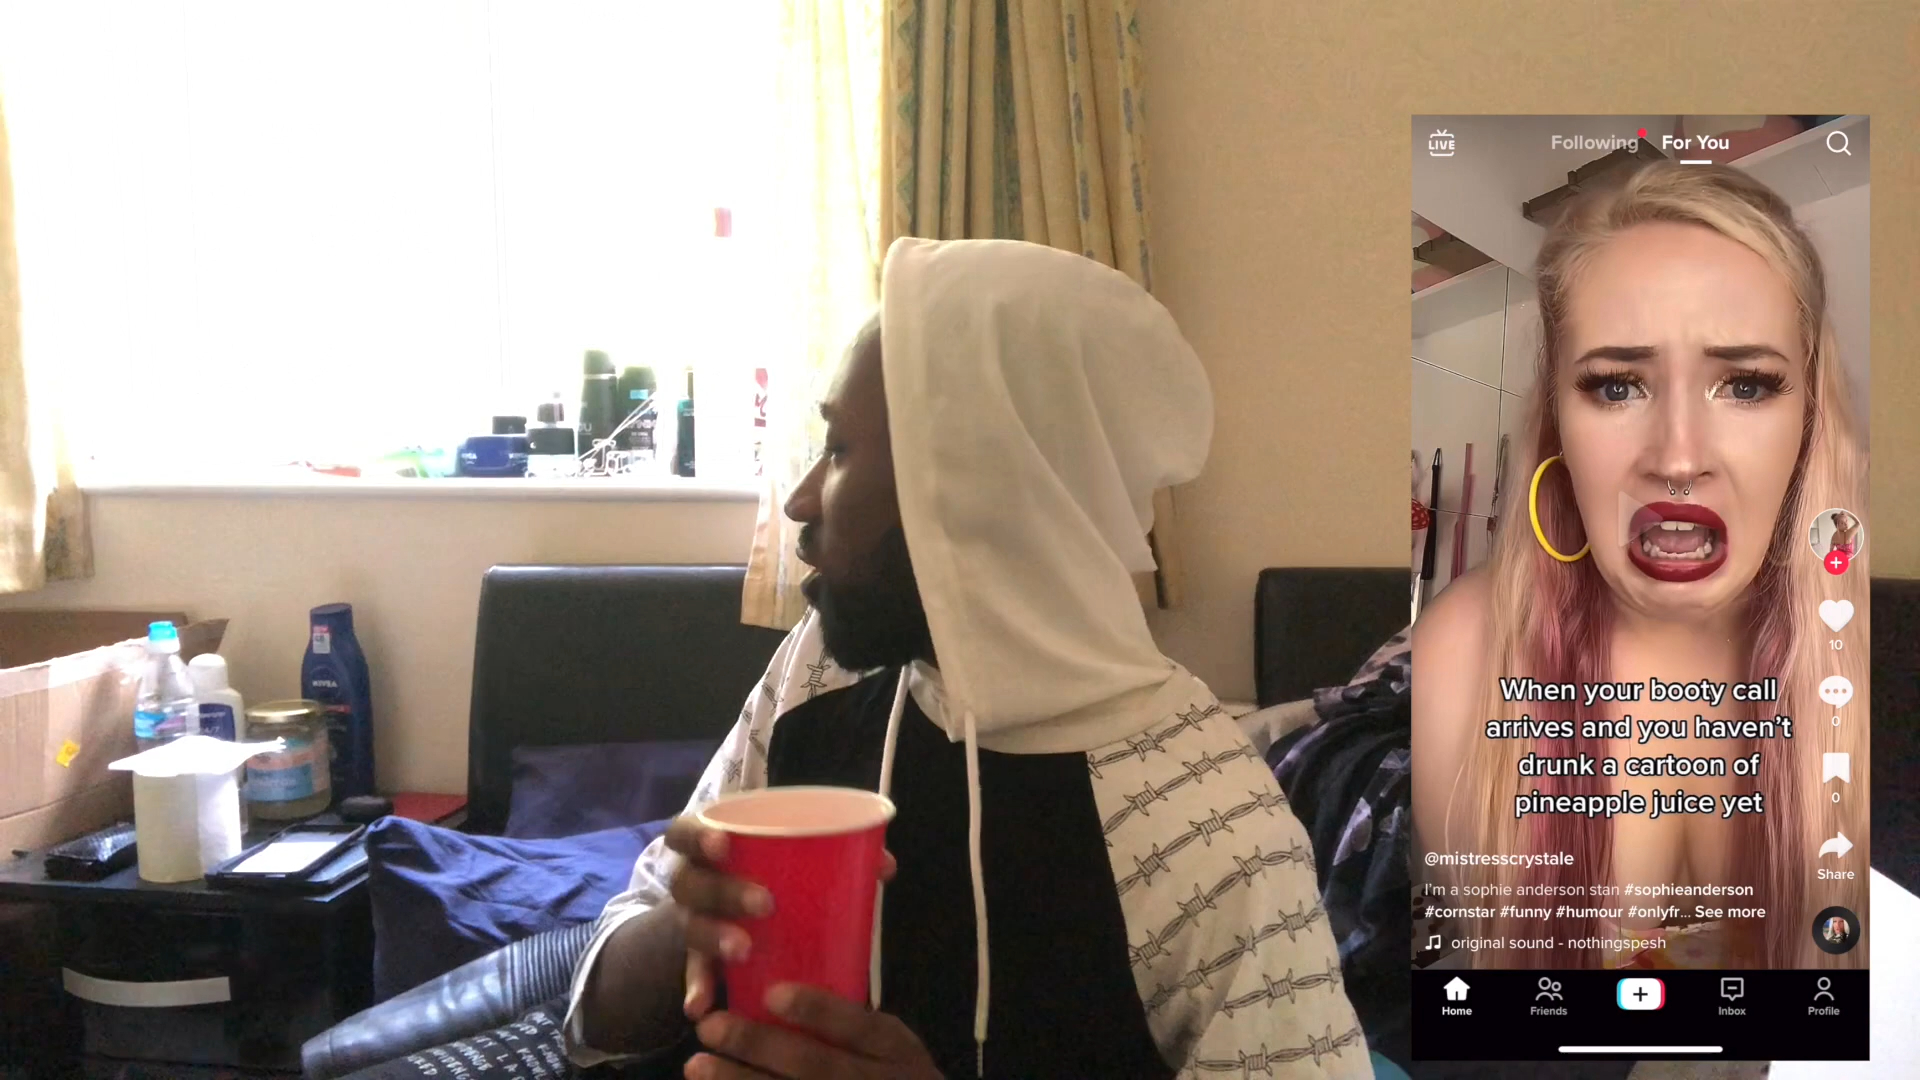 LIVE
Following
For You
10
0
0
Share
When your booty call
arrives and you haven't
drunk a cartoon of
pineapple juice yet
@mistresscrystale
I'm a sophie anderson stan #sophieanderson
#cornstar #funny #humour #onlyfr... See more
original sound - nothingspesh
Home
Friends
Inbox
Profile
NIVEA